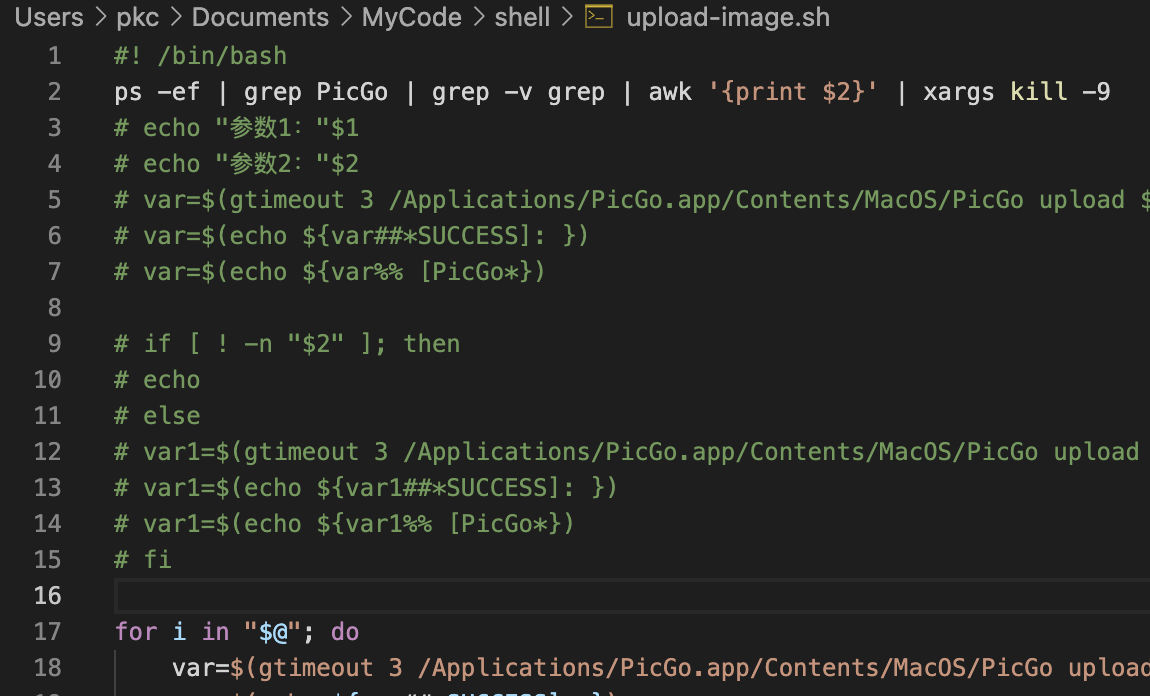 Users > pkc > Documents > MyCode > shell > upload-image.sh
1 #! /bin/bash
2 ps -ef | grep PicGo | grep -v grep | awk '{print $2}' | xargs kill -9
3 # echo "参数1："$1
4 # echo "参数2："$2
5 # var=$(gtimeout 3 /Applications/PicGo.app/Contents/MacOS/PicGo upload $
6 # var=$(echo ${var##*SUCCESS]: })
7 # var=$(echo ${var%% [PicGo*})
8
9 # if [ ! -n "$2" ]; then
10 # echo
11 # else
12 # var1=$(gtimeout 3 /Applications/PicGo.app/Contents/MacOS/PicGo upload
13 # var1=$(echo ${var1##*SUCCESS]: })
14 # var1=$(echo ${var1%% [PicGo*})
15 # fi
16
17 for i in "$@"; do
18 var=$(gtimeout 3 /Applications/PicGo.app/Contents/MacOS/PicGo upload